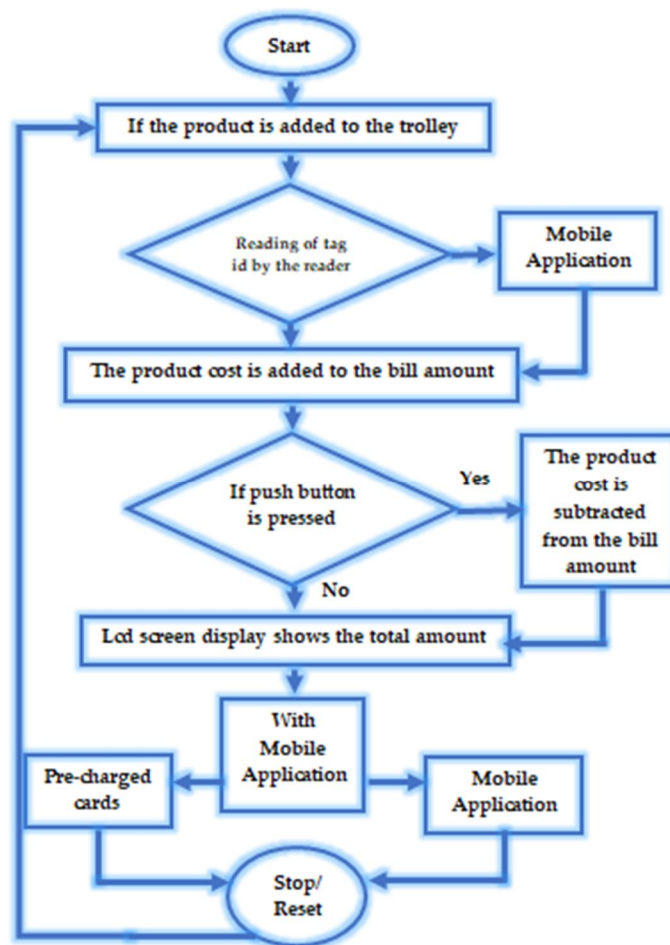 Start
If the product is added to the trolley
Reading of tag
id by the reader
Mobile
Application
The product cost is added to the bill amount
If push button
is pressed
Yes
The product
cost is
subtracted
from the bill
amount
No
Lcd screen display shows the total amount
With
Mobile
Application
Pre-charged
cards
Mobile
Application
Stop/
Reset